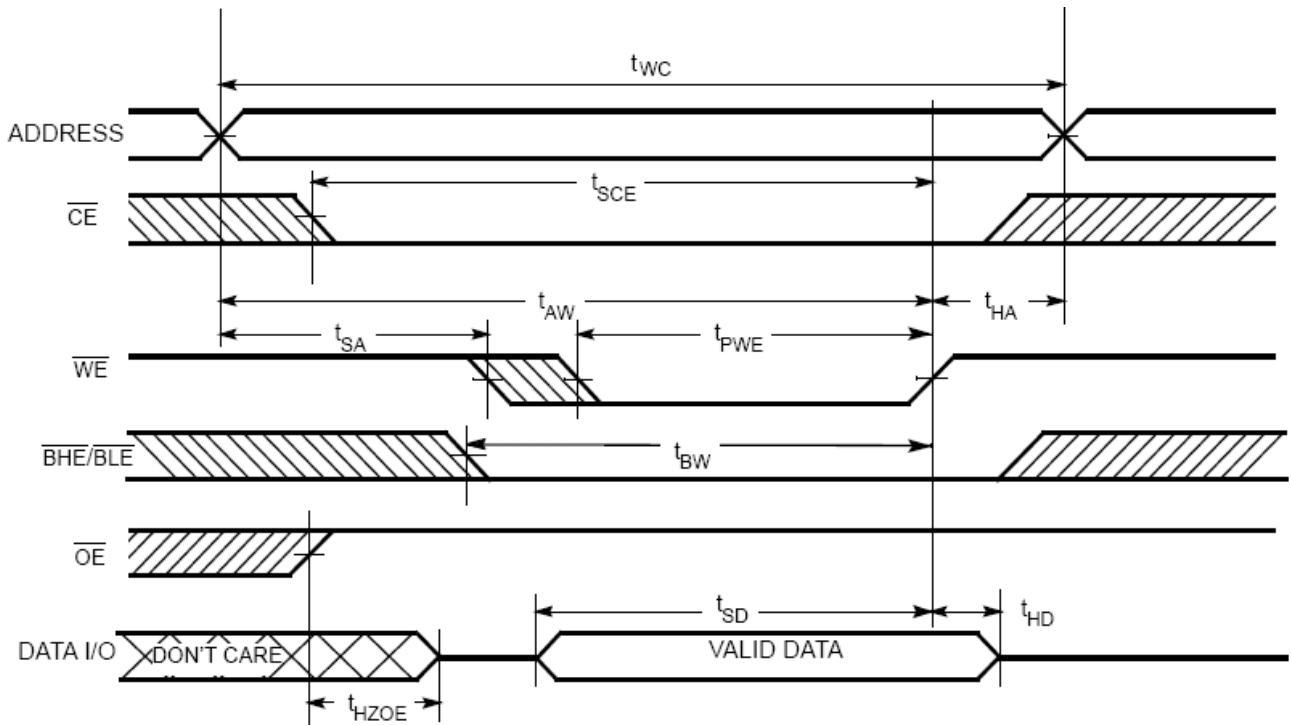 tWC
ADDRESS
tSCE
CE
tAW
tHA
tSA
tPWE
WE
BHE/BLE
tBW
OE
tSD
tHD
DATA I/O
DON'T CARE
VALID DATA
tHZOE